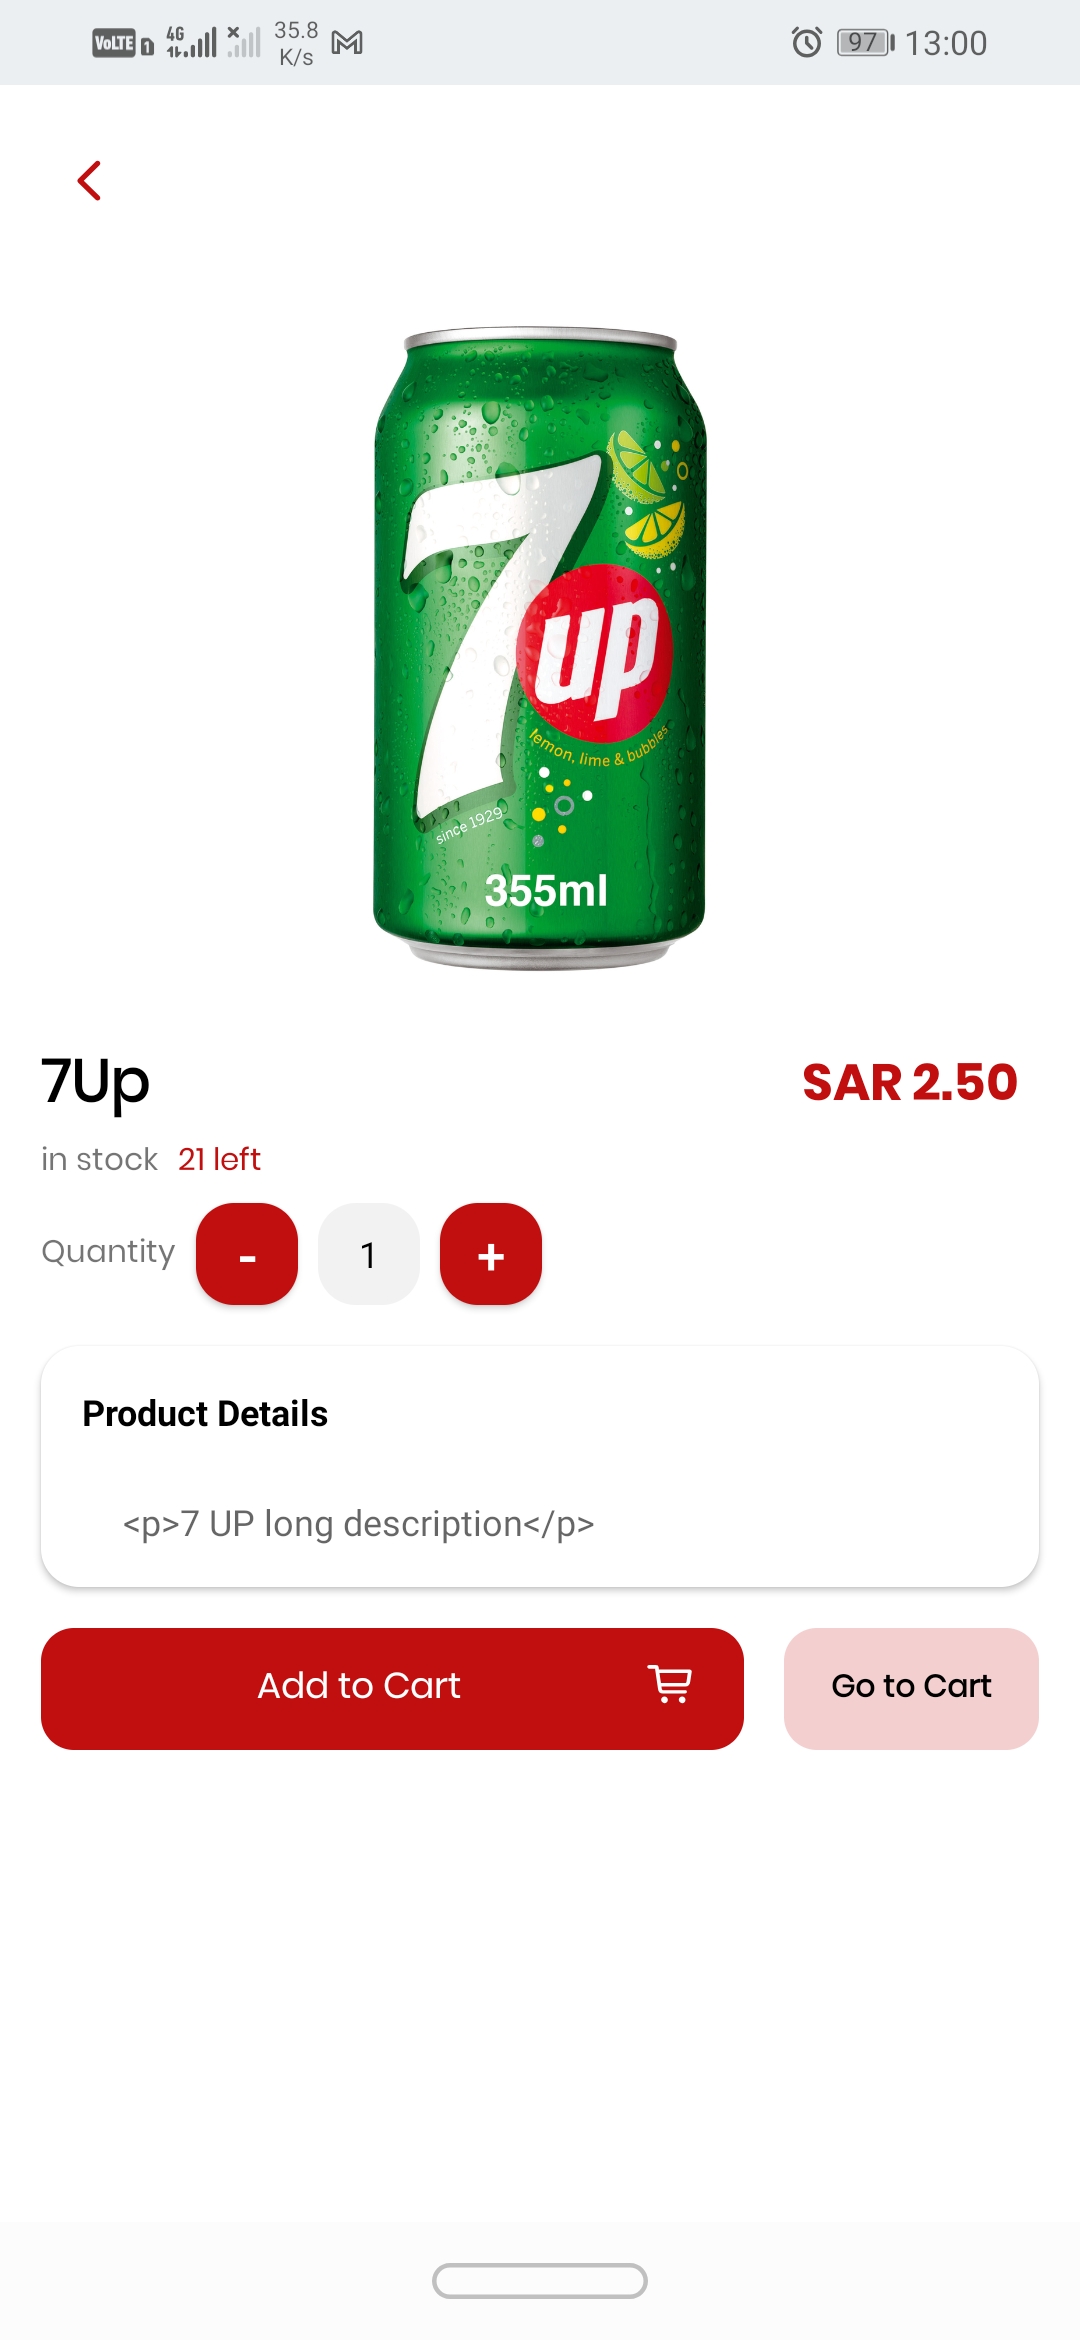 VoLTE 1 4G 35.8 K/s 97 13:00
7
up
lemon, lime & bubbles
since 1929
355ml
7Up SAR 2.50
in stock 21 left
Quantity - 1 +
Product Details
<p>7 UP long description</p>
Add to Cart Go to Cart